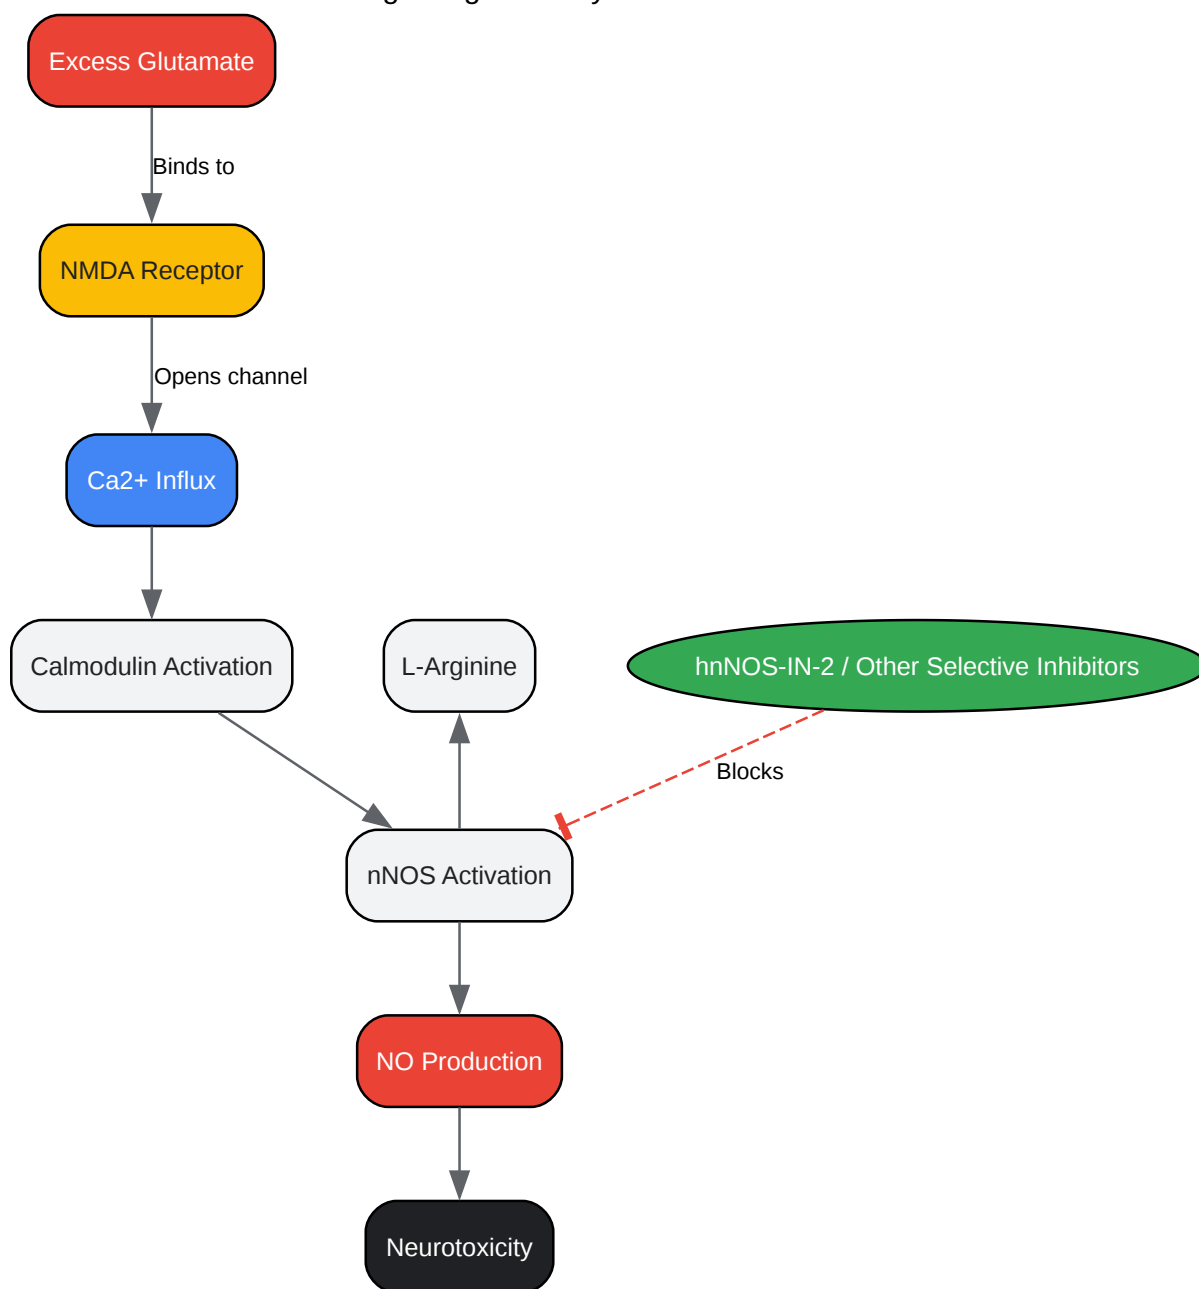 Excess Glutamate
Binds to
NMDA Receptor
Opens channel
Ca2+ Influx
Calmodulin Activation
L-Arginine
hnNOS-IN-2 / Other Selective Inhibitors
Blocks
nNOS Activation
NO Production
Neurotoxicity